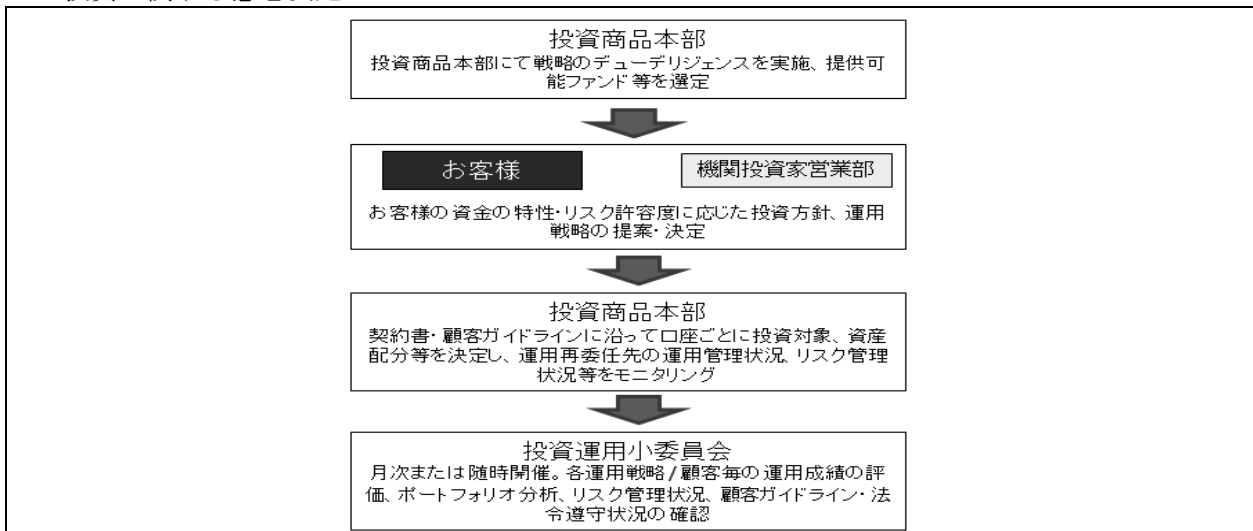 投資商品本部
投資商品本部にて戦略のデューデリジェンスを実施、提供可
能ファンド等を選定
お客様
機関投資家営業部
お客様の資金の特性・リスク許容度に応じた投資方針、運用
戦略の提案・決定
投資商品本部
契約書・顧客ガイドラインに沿って口座ごとに投資対象、資産
配分等を決定し、運用再委任先の運用管理状況、リスク管理
状況等をモニタリング
投資運用小委員会
月次または随時開催。各運用戦略/顧客毎の運用成績の評
価、ポートフォリオ分析、リスク管理状況、顧客ガイドライン・法
令遵守状況の確認